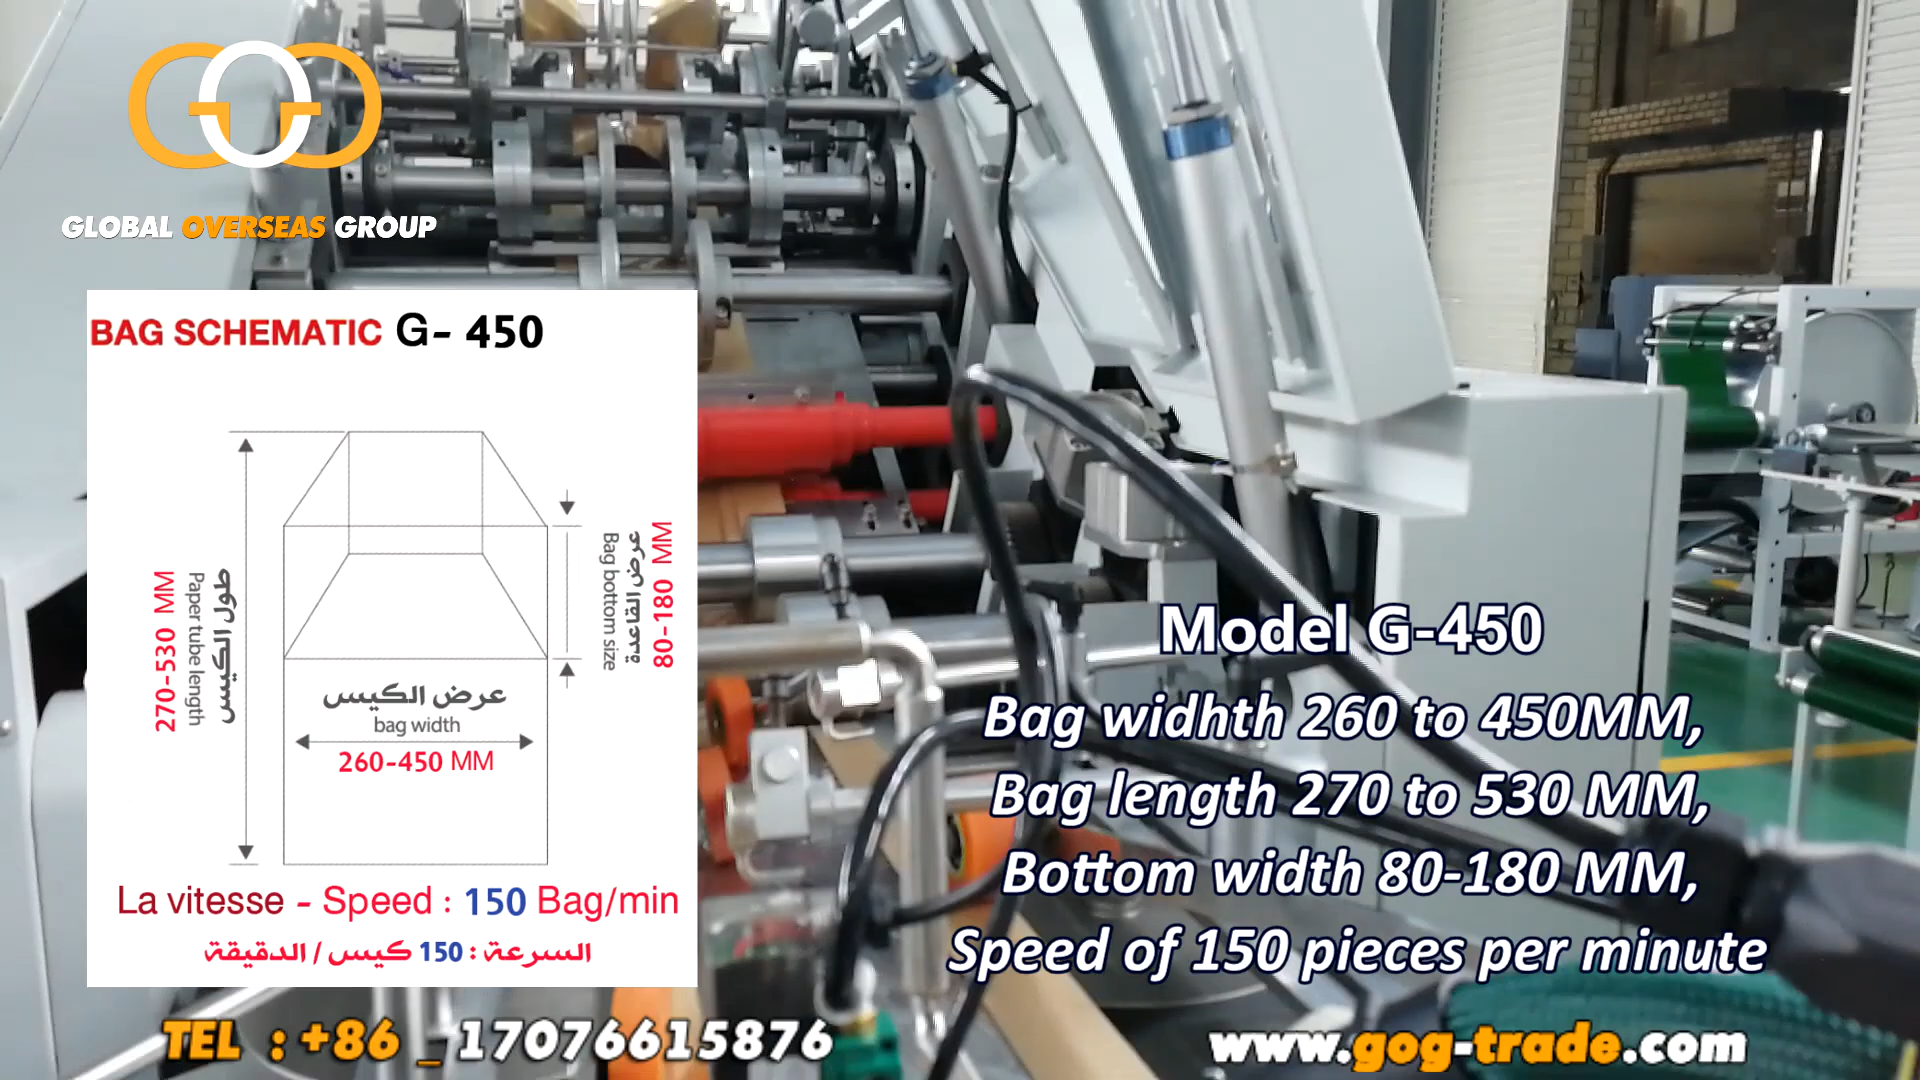 GLOBAL OVERSEAS GROUP
BAG SCHEMATIC G- 450
270-530 MM
Paper tube length
طول الكيس
عرض القاعدة
Bag bottom size
80-180 MM
عرض الكيس
bag width
260-450 MM
La vitesse - Speed : 150 Bag/min
السرعة : 150 كيس / الدقيقة
Model G-450
Bag widhth 260 to 450MM,
Bag length 270 to 530 MM,
Bottom width 80-180 MM,
Speed of 150 pieces per minute
TEL : +86 _ 17076615876
www.gog-trade.com